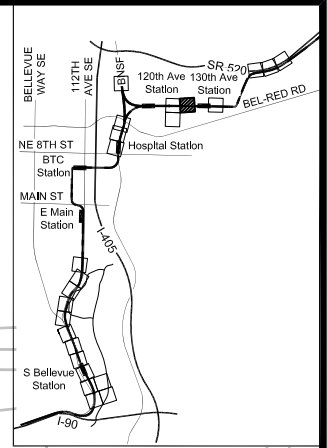 BELLEVUE
WAY SE
112TH
AVE SE
BNSF
SR-520
120th Ave
Station
130th Ave
Station
BEL-RED RD
NE 8TH ST
Hospital Station
BTC
Station
MAIN ST
E Main
Station
I-405
S Bellevue
Station
I-90